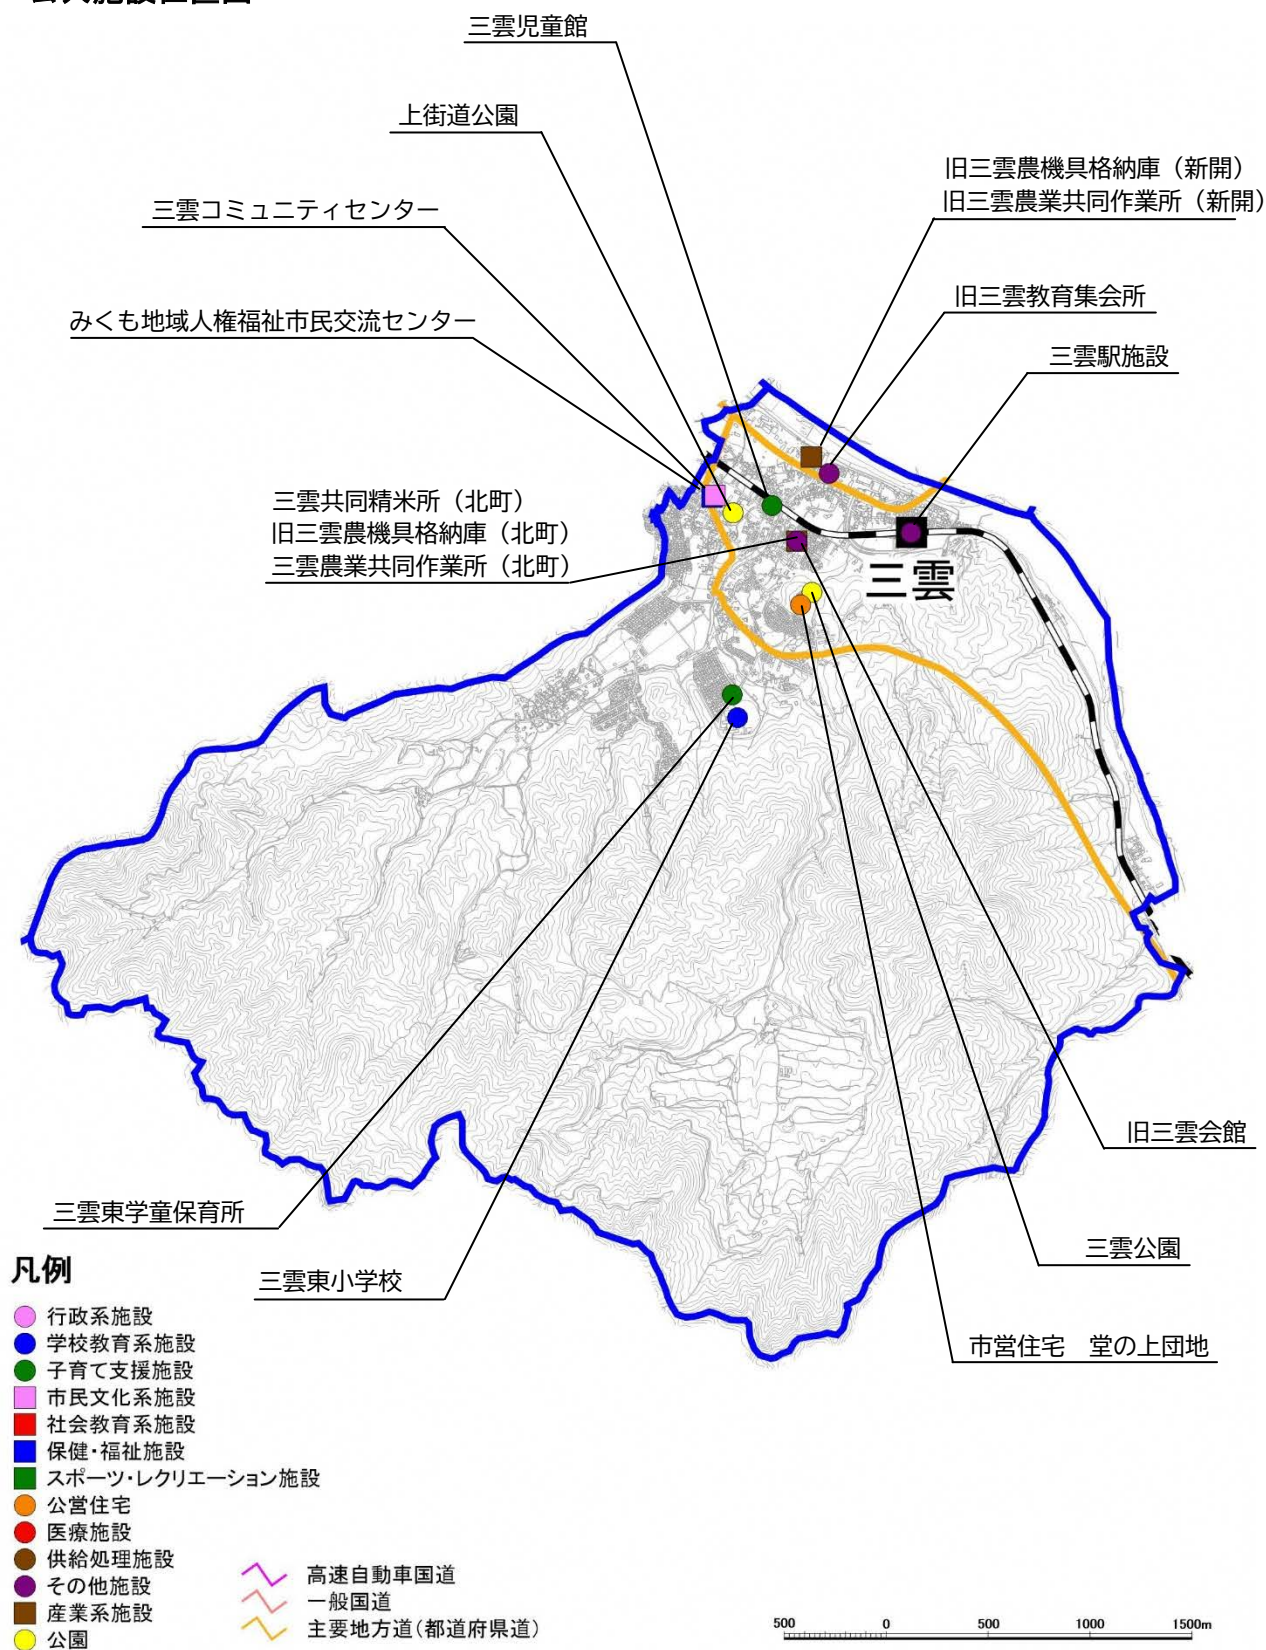 三雲児童館
上街道公園
旧三雲農機具格納庫（新開）
旧三雲農業共同作業所（新開）
三雲コミュニティセンター
旧三雲教育集会所
みくも地域人権福祉市民交流センター
三雲駅施設
三雲共同精米所（北町）
旧三雲農機具格納庫（北町）
三雲農業共同作業所（北町）
三雲
旧三雲会館
三雲東学童保育所
三雲公園
三雲東小学校
市営住宅　堂の上団地
凡例
行政系施設
学校教育系施設
子育て支援施設
市民文化系施設
社会教育系施設
保健・福祉施設
スポーツ・レクリエーション施設
公営住宅
医療施設
供給処理施設
その他施設
産業系施設
公園
高速自動車国道
一般国道
主要地方道（都道府県道）
500 0 500 1000 1500m